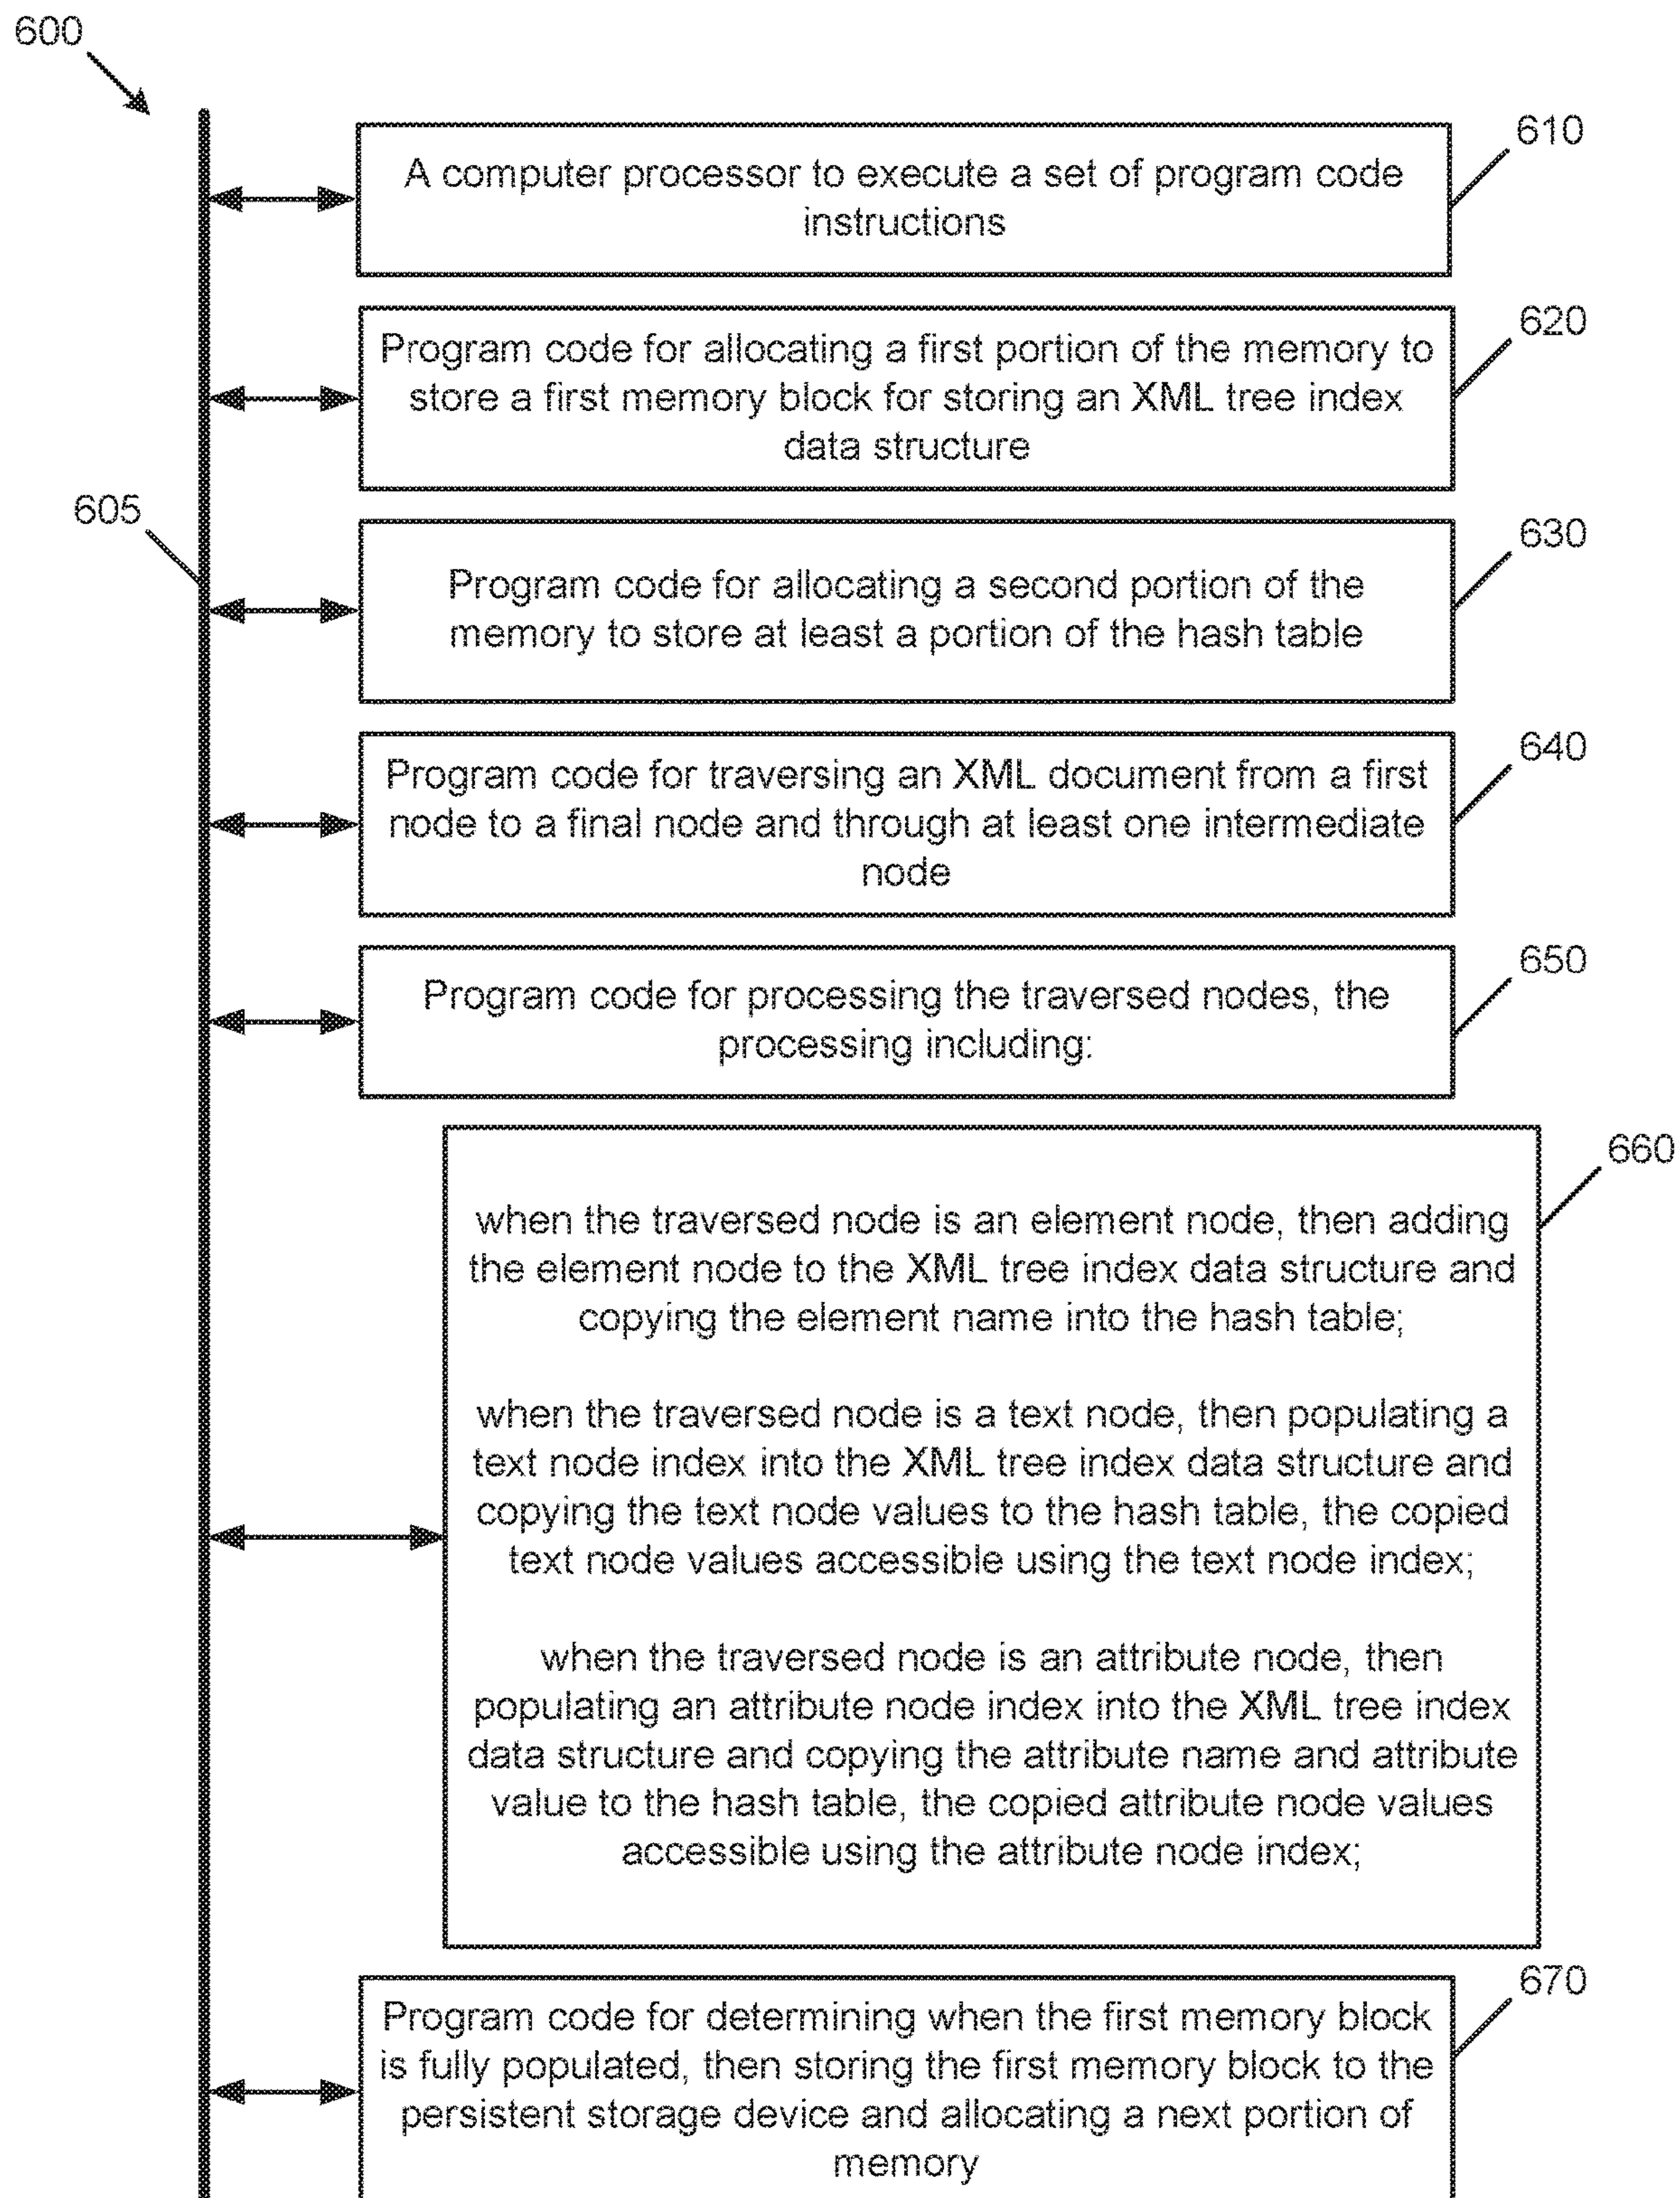 600
610
A computer processor to execute a set of program code
instructions
620
Program code for allocating a first portion of the memory to
store a first memory block for storing an XML tree index
data structure
605
630
Program code for allocating a second portion of the
memory to store at least a portion of the hash table
640
Program code for traversing an XML document from a first
node to a final node and through at least one intermediate
node
650
Program code for processing the traversed nodes, the
processing including:
660
when the traversed node is an element node, then adding
the element node to the XML tree index data structure and
copying the element name into the hash table;
when the traversed node is a text node, then populating a
text node index into the XML tree index data structure and
copying the text node values to the hash table, the copied
text node values accessible using the text node index;
when the traversed node is an attribute node, then
populating an attribute node index into the XML tree index
data structure and copying the attribute name and attribute
value to the hash table, the copied attribute node values
accessible using the attribute node index;
670
Program code for determining when the first memory block
is fully populated, then storing the first memory block to the
persistent storage device and allocating a next portion of
memory